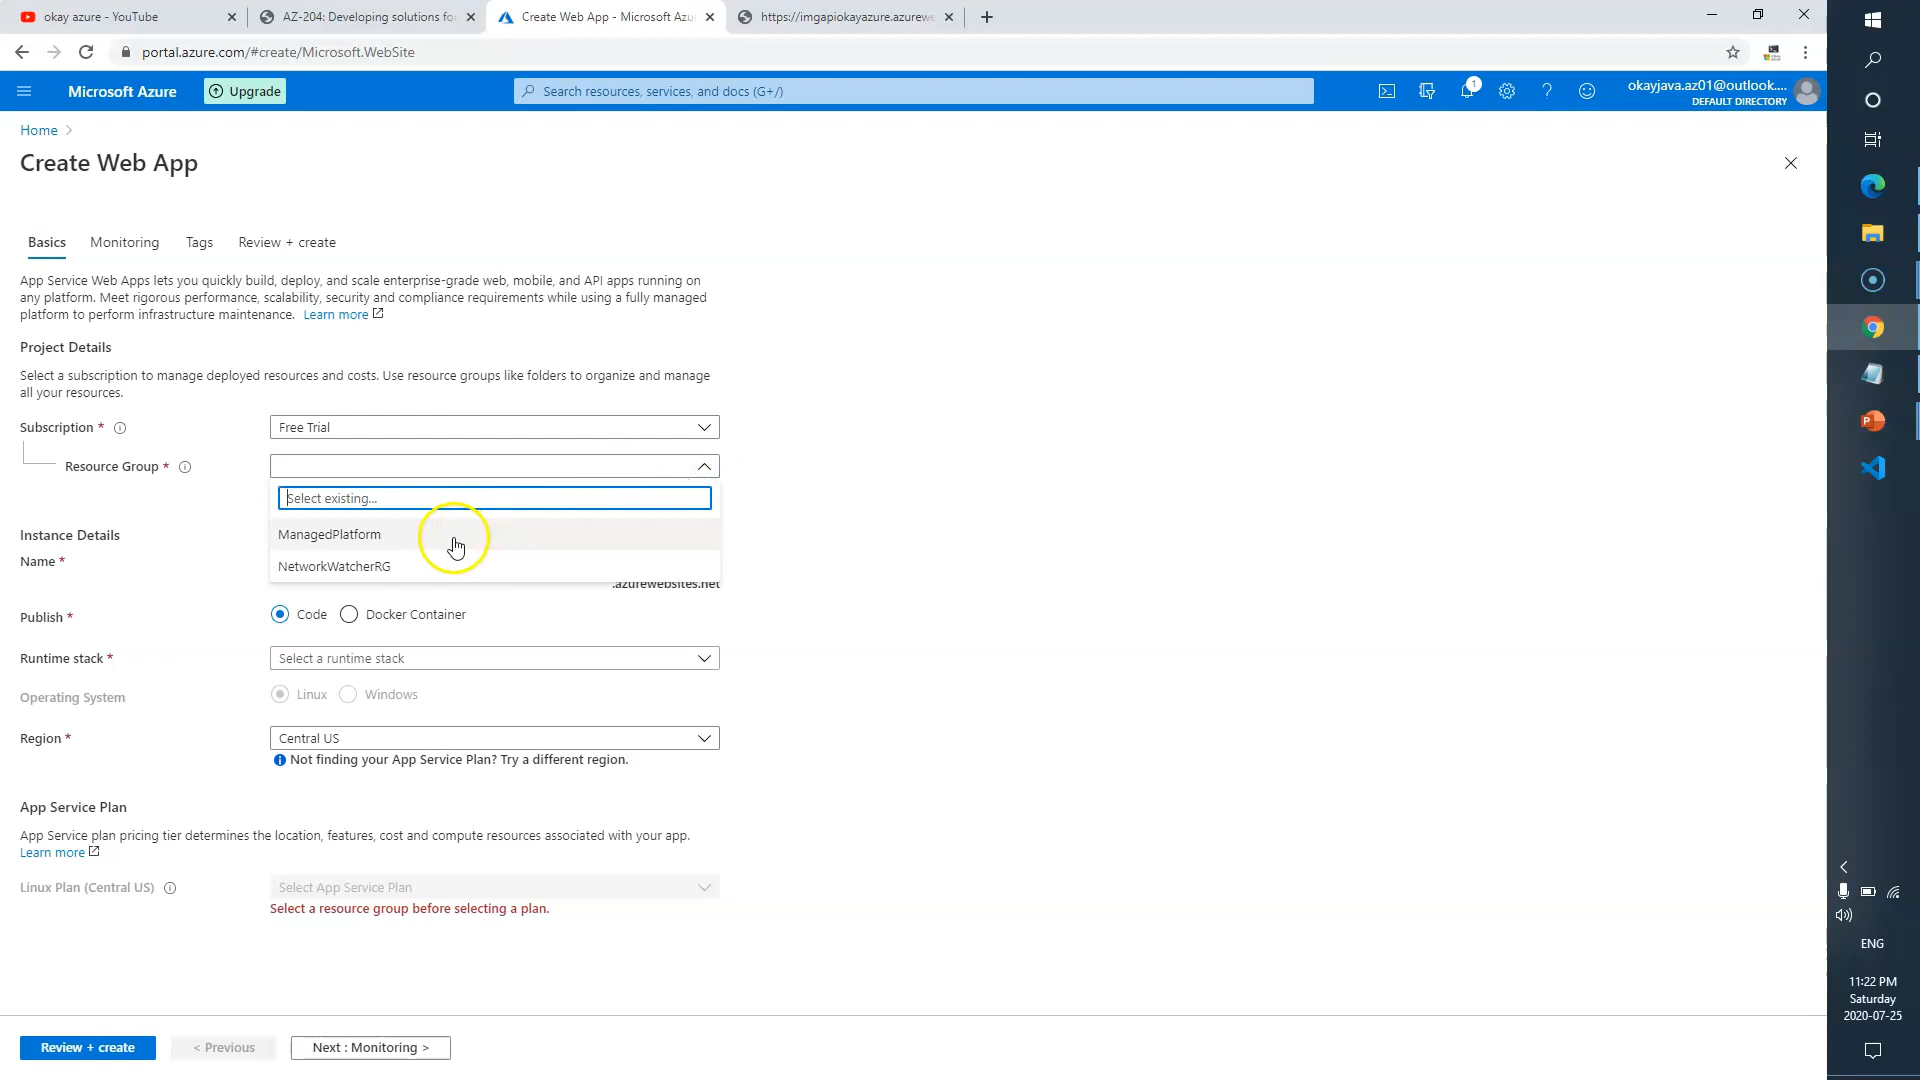 okay azure - YouTube
AZ-204: Developing solutions fo
Create Web App - Microsoft Azu
https://imgapiokayazure.azurewe
portal.azure.com/#create/Microsoft.WebSite
Microsoft Azure
Upgrade
Search resources, services, and docs (G+/)
1
okayjava.az01@outlook....
DEFAULT DIRECTORY
Home
Create Web App
Basics
Monitoring
Tags
Review + create
App Service Web Apps lets you quickly build, deploy, and scale enterprise-grade web, mobile, and API apps running on
any platform. Meet rigorous performance, scalability, security and compliance requirements while using a fully managed
platform to perform infrastructure maintenance. Learn more
Project Details
Select a subscription to manage deployed resources and costs. Use resource groups like folders to organize and manage
all your resources.
Subscription *
Free Trial
Resource Group *
Select existing...
ManagedPlatform
NetworkWatcherRG
Instance Details
Name *
.azurewebsites.net
Publish *
Code
Docker Container
Runtime stack *
Select a runtime stack
Operating System
Linux
Windows
Region *
Central US
Not finding your App Service Plan? Try a different region.
App Service Plan
App Service plan pricing tier determines the location, features, cost and compute resources associated with your app.
Learn more
Linux Plan (Central US)
Select App Service Plan
Select a resource group before selecting a plan.
Review + create
< Previous
Next : Monitoring >
ENG
11:22 PM
Saturday
2020-07-25